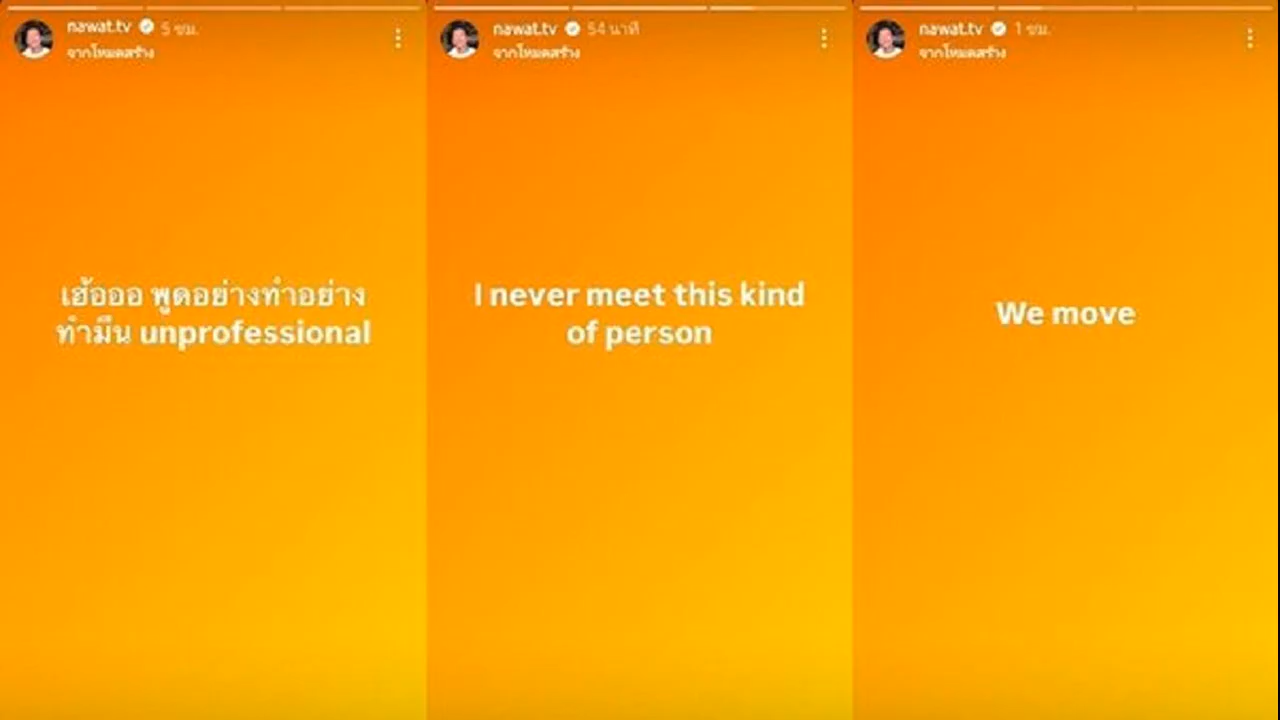 nawat.tv 5 ชม.
จากโหมดสร้าง
เฮ้อออ พูดอย่างทำอย่าง
ทำมึน unprofessional
nawat.tv 54 นาที
จากโหมดสร้าง
I never meet this kind
of person
nawat.tv 1 ชม.
จากโหมดสร้าง
We move